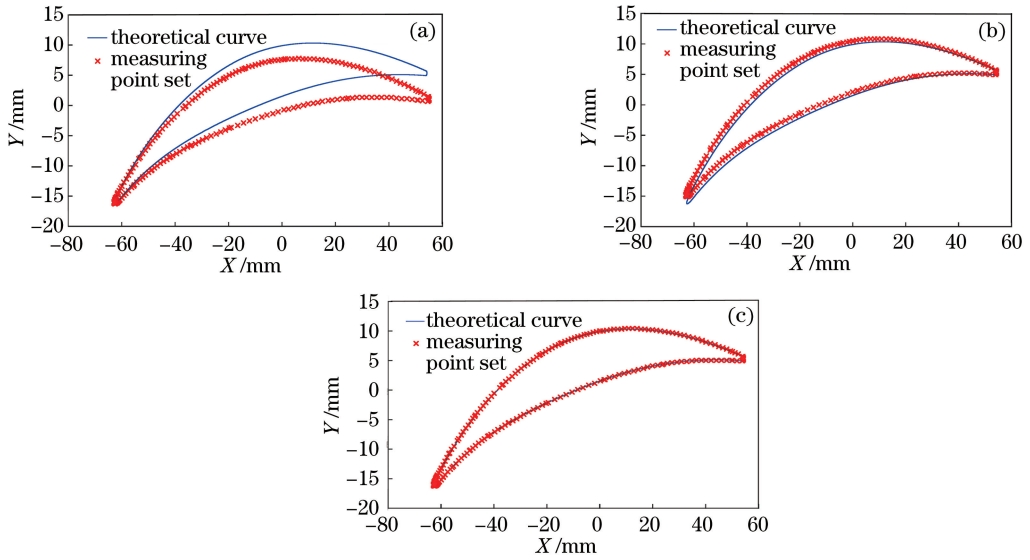 15
10
5
0
−5
−10
−15
−20
Y /mm
(a)
theoretical curve
measuring
point set
−80 −60 −40 −20 0 20 40 60
X /mm
15
10
5
0
−5
−10
−15
−20
Y /mm
(b)
theoretical curve
measuring
point set
−80 −60 −40 −20 0 20 40 60
X /mm
15
10
5
0
−5
−10
−15
−20
Y /mm
(c)
theoretical curve
measuring
point set
−80 −60 −40 −20 0 20 40 60
X /mm